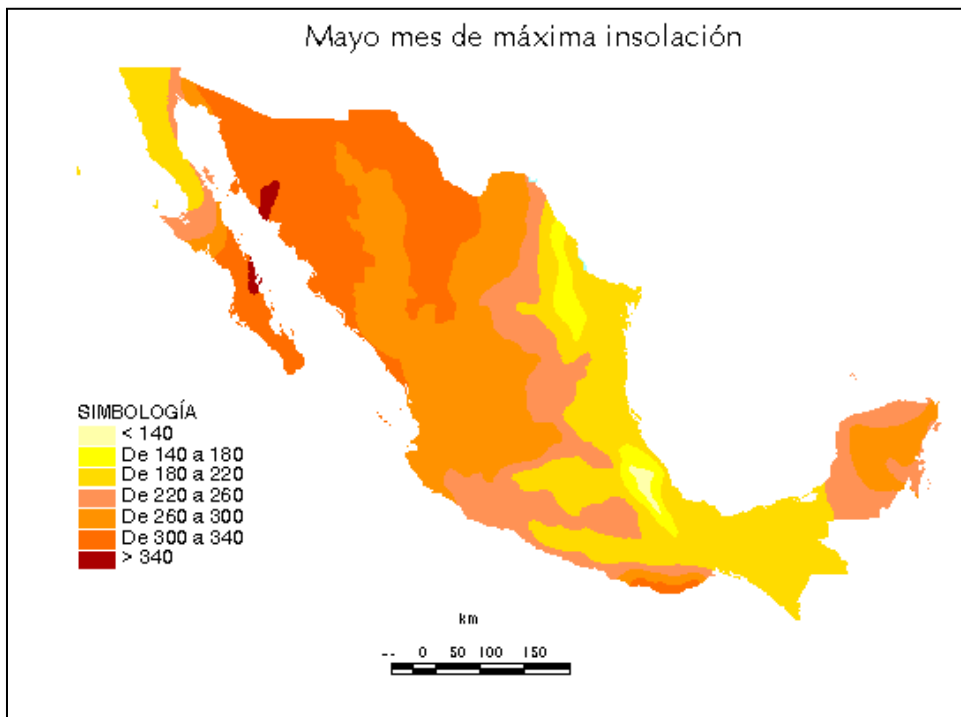 Mayo mes de máxima insolación
SIMBOLOGÍA
< 140
De 140 a 180
De 180 a 220
De 220 a 260
De 260 a 300
De 300 a 340
> 340
km
-- 0 50 100 150